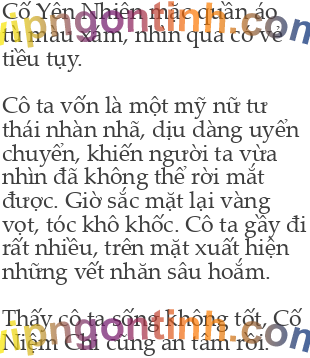 Cố Yên Nhiên mặc quần áo
tù màu xám, nhìn qua có vẻ
tiều tụy.
Cô ta vốn là một mỹ nữ tư
thái nhàn nhã, dịu dàng uyển
chuyển, khiến người ta vừa
nhìn đã không thể rời mắt
được. Giờ sắc mặt lại vàng
vọt, tóc khô khốc. Cô ta gầy đi
rất nhiều, trên mặt xuất hiện
những vết nhăn sâu hoắm.
Thấy cô ta sống không tốt, Cố
Niệm Chi cũng an tâm rồi.
vipngontinh.com
vipngontinh.com